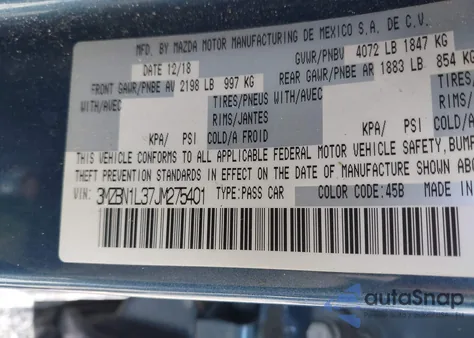 MFD. BY MAZDA MOTOR MANUFACTURING DE MEXICO S.A. DE C.V.
DATE 12/18 GVWR/PNBV 4072 LB 1847 KG
FRONT GAWR/PNBE AV 2198 LB 997 KG REAR GAWR/PNBE AR 1883 LB 854 KG
WITH/AVEC TIRES/PNEUS WITH/AVEC TIRES/PNEUS
RIMS/JANTES RIMS/JANTES
KPA/ PSI COLD/A FROID KPA/ PSI COLD/A
THIS VEHICLE CONFORMS TO ALL APPLICABLE FEDERAL MOTOR VEHICLE SAFETY, BUMP
THEFT PREVENTION STANDARDS IN EFFECT ON THE DATE OF MANUFACTURE SHOWN ABO
VIN: 3MZBN1L37JM275401 TYPE:PASS CAR COLOR CODE:45B MADE IN
autoSnap